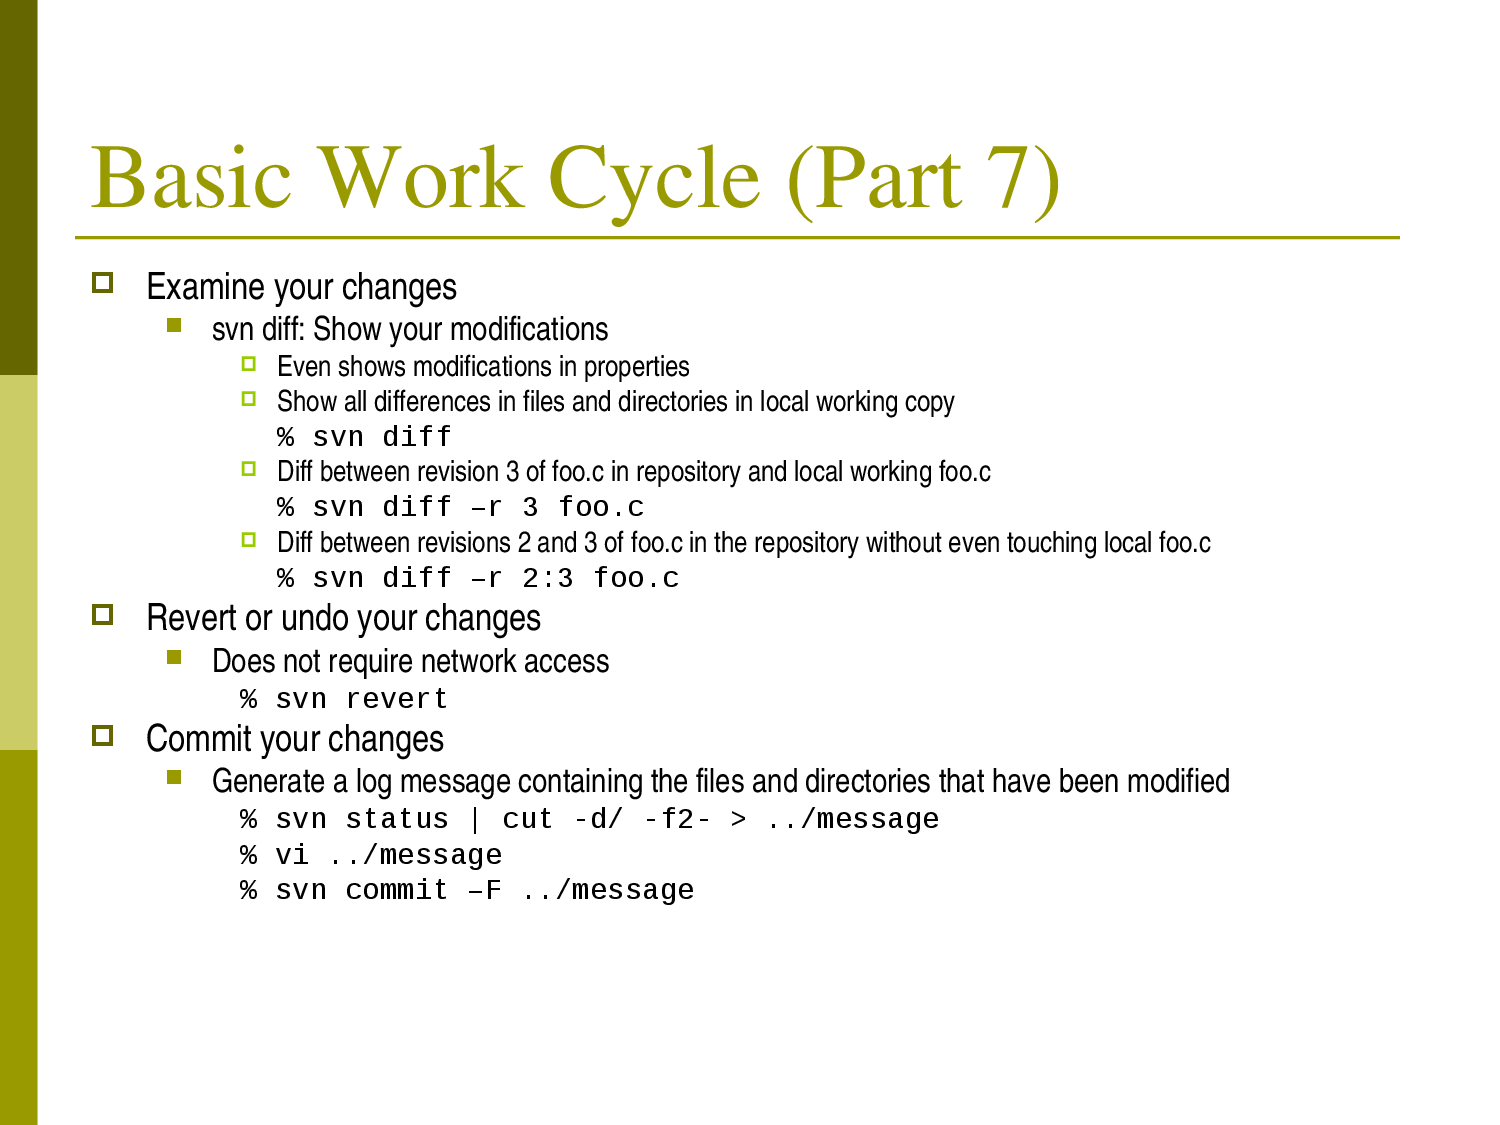 Basic Work Cycle (Part 7)
Examine your changes
svn diff: Show your modifications
Even shows modifications in properties
Show all differences in files and directories in local working copy
% svn diff
Diff between revision 3 of foo.c in repository and local working foo.c
% svn diff –r 3 foo.c
Diff between revisions 2 and 3 of foo.c in the repository without even touching local foo.c
% svn diff –r 2:3 foo.c
Revert or undo your changes
Does not require network access
% svn revert
Commit your changes
Generate a log message containing the files and directories that have been modified
% svn status | cut -d/ -f2- > ../message
% vi ../message
% svn commit –F ../message